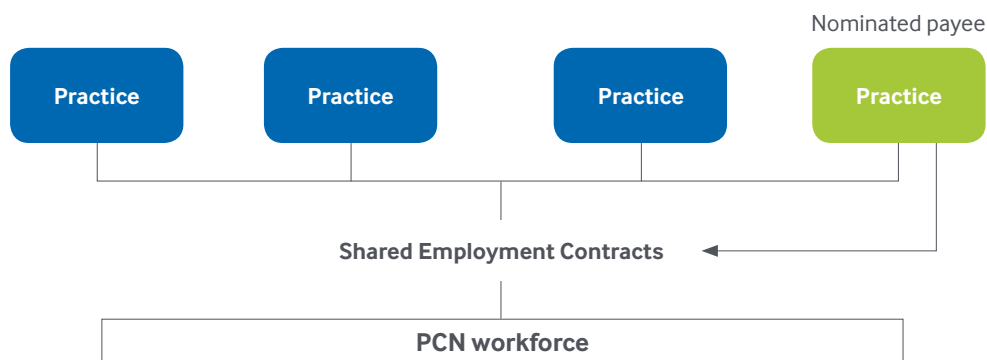 Nominated payee
Practice
Practice
Practice
Practice
Shared Employment Contracts
PCN workforce